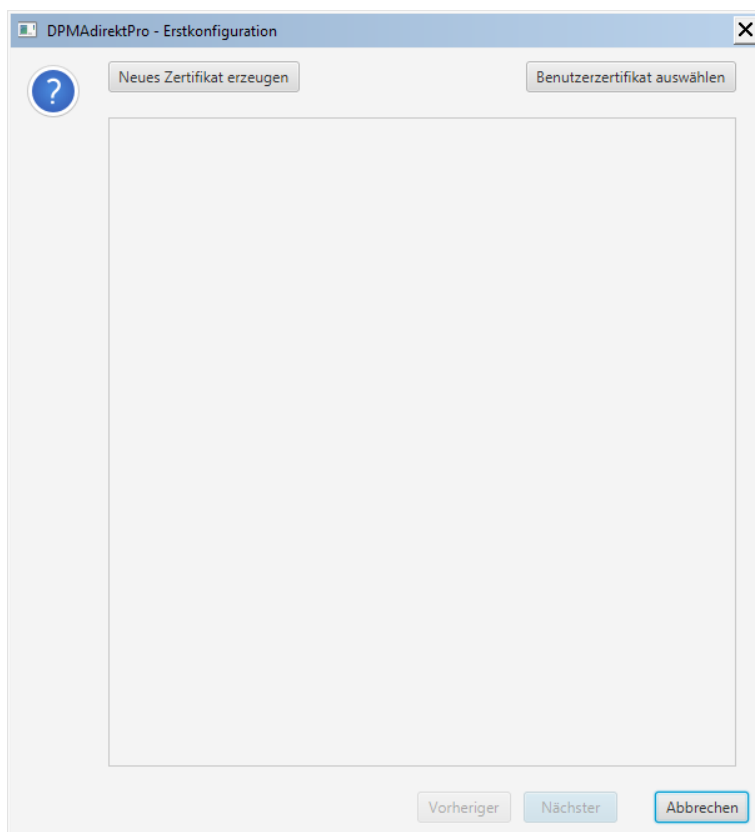 DPMAdirektPro - Erstkonfiguration
Neues Zertifikat erzeugen Benutzerzertifikat auswählen
Vorheriger Nächster Abbrechen